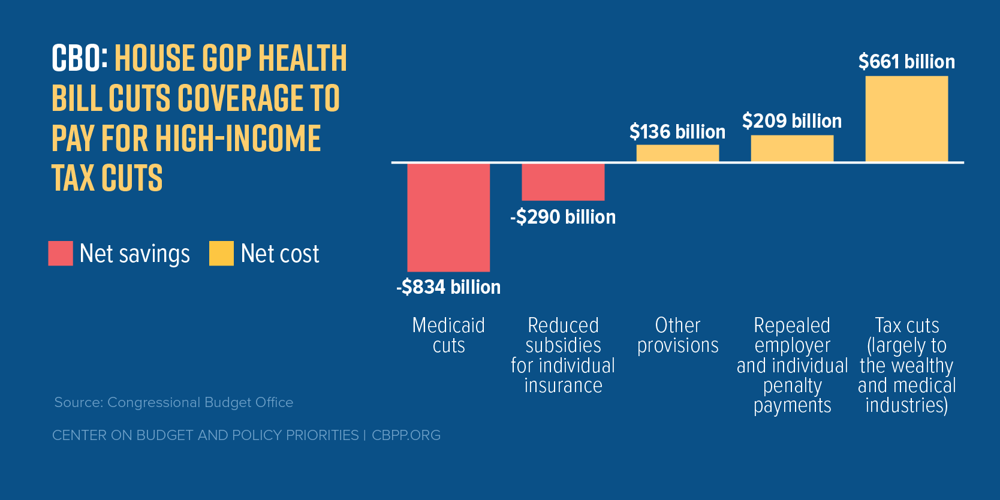 CBO: HOUSE GOP HEALTH
BILL CUTS COVERAGE TO
PAY FOR HIGH-INCOME
TAX CUTS
Net savings
Net cost
-$834 billion
-$290 billion
$136 billion
$209 billion
$661 billion
Medicaid
cuts
Reduced
subsidies
for individual
insurance
Other
provisions
Repealed
employer
and individual
penalty
payments
Tax cuts
(largely to
the wealthy
and medical
industries)
Source: Congressional Budget Office
CENTER ON BUDGET AND POLICY PRIORITIES | CBPP.ORG